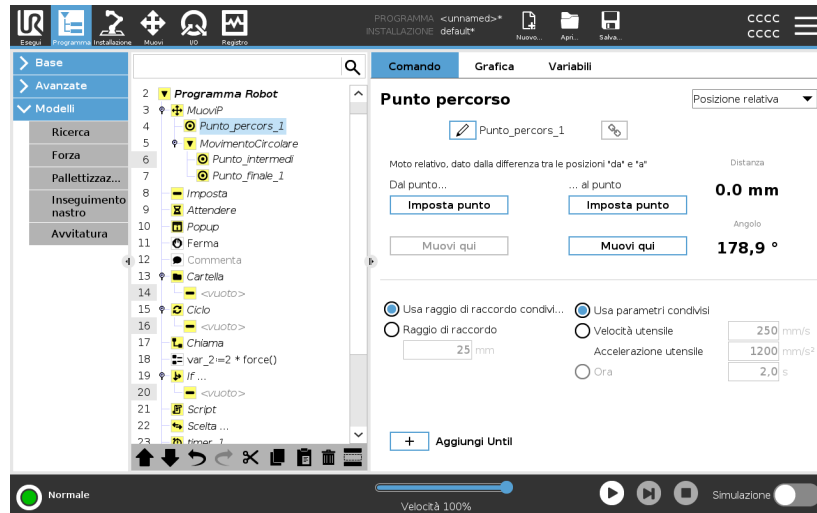 PROGRAMMA <unnamed>*
INSTALLAZIONE default*
cccc
cccc
Esegui Programma Installazione Muovi I/O Registro Nuovo... Apri... Salva...
Base
Avanzate
Modelli
Ricerca
Forza
Pallettizzaz...
Inseguimento
nastro
Avvitatura
2 Programma Robot
3 MuoviP
4 Punto_percors_1
5 MovimentoCircolare
6 Punto_intermedi
7 Punto_finale_1
8 Imposta
9 Attendere
10 Popup
11 Ferma
12 Commenta
13 Cartella
14 <vuoto>
15 Ciclo
16 <vuoto>
17 Chiama
18 var_2:=2 * force()
19 If ...
20 <vuoto>
21 Script
22 Scelta ...
23 timer_1
Comando Grafica Variabili
Punto percorso
Posizione relativa
Punto_percors_1
Moto relativo, dato dalla differenza tra le posizioni "da" e "a"
Distanza
Dal punto... ... al punto
0.0 mm
Imposta punto Imposta punto
Angolo
Muovi qui Muovi qui
178,9 °
Usa raggio di raccordo condivi... Usa parametri condivisi
Raggio di raccordo Velocità utensile 250 mm/s
25 mm Accelerazione utensile 1200 mm/s²
Ora 2,0 s
+ Aggiungi Until
Normale
Velocità 100%
Simulazione